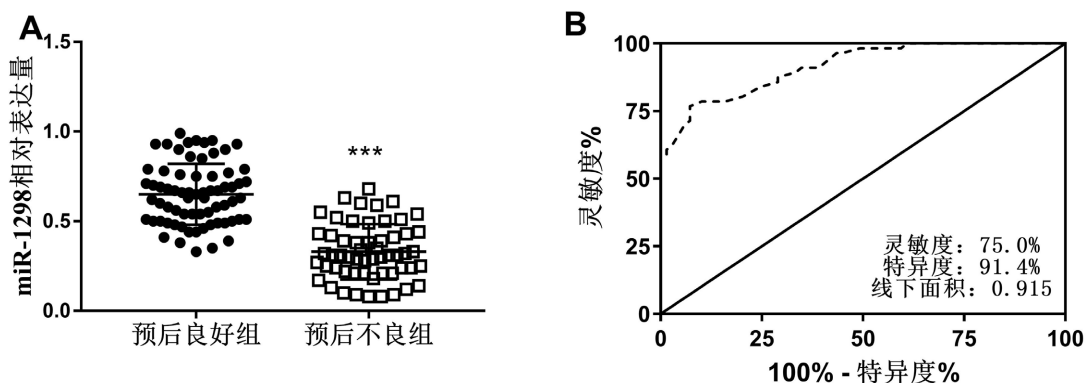 A
miR-1298相对表达量
1.5
1.0
0.5
0.0
***
预后良好组
预后不良组
B
灵敏度%
100
75
50
25
0
灵敏度：75.0%
特异度：91.4%
线下面积：0.915
0
25
50
75
100
100% - 特异度%